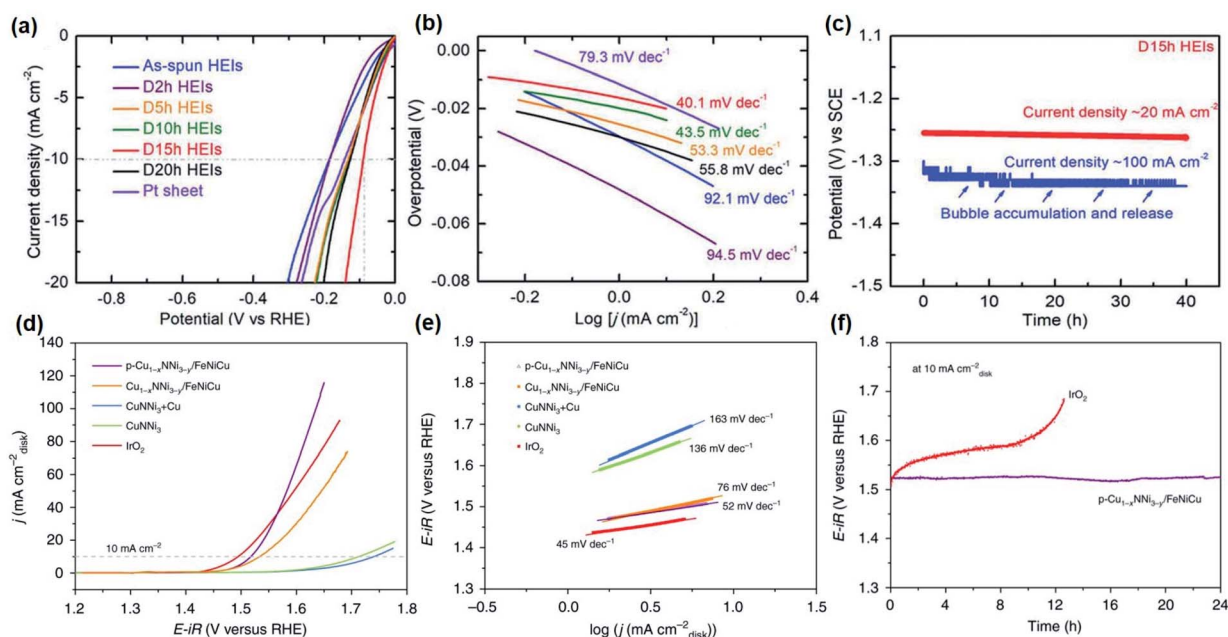 (a)
0
-5
-10
-15
-20
Current density (mA cm⁻²)
As-spun HEIs
D2h HEIs
D5h HEIs
D10h HEIs
D15h HEIs
D20h HEIs
Pt sheet
-0.8 -0.6 -0.4 -0.2 0.0
Potential (V vs RHE)
(b)
0.00
-0.02
-0.04
-0.06
-0.08
Overpotential (V)
79.3 mV dec⁻¹
40.1 mV dec⁻¹
43.5 mV dec⁻¹
53.3 mV dec⁻¹
55.8 mV dec⁻¹
92.1 mV dec⁻¹
94.5 mV dec⁻¹
-0.2 0.0 0.2 0.4
Log [j (mA cm⁻²)]
(c)
-1.1
-1.2
-1.3
-1.4
-1.5
Potential (V) vs SCE
D15h HEIs
Current density ~20 mA cm⁻²
Current density ~100 mA cm⁻²
Bubble accumulation and release
0 10 20 30 40
Time (h)
(d)
140
120
100
80
60
40
20
0
j (mA cm⁻²disk)
p-Cu₁₋ₓNNi₃₋y/FeNiCu
Cu₁₋ₓNNi₃₋y/FeNiCu
CuNNi₃+Cu
CuNNi₃
IrO₂
10 mA cm⁻²
1.2 1.3 1.4 1.5 1.6 1.7 1.8
E-iR (V versus RHE)
(e)
1.9
1.8
1.7
1.6
1.5
1.4
1.3
E-iR (V versus RHE)
p-Cu₁₋ₓNNi₃₋y/FeNiCu
Cu₁₋ₓNNi₃₋y/FeNiCu
CuNNi₃+Cu
CuNNi₃
IrO₂
163 mV dec⁻¹
136 mV dec⁻¹
76 mV dec⁻¹
52 mV dec⁻¹
45 mV dec⁻¹
−0.5 0.0 0.5 1.0 1.5
log (j (mA cm⁻²disk))
(f)
1.9
1.8
1.7
1.6
1.5
1.4
1.3
E-iR (V versus RHE)
at 10 mA cm⁻²disk
IrO₂
p-Cu₁₋ₓNNi₃₋y/FeNiCu
0 4 8 12 16 20 24
Time (h)